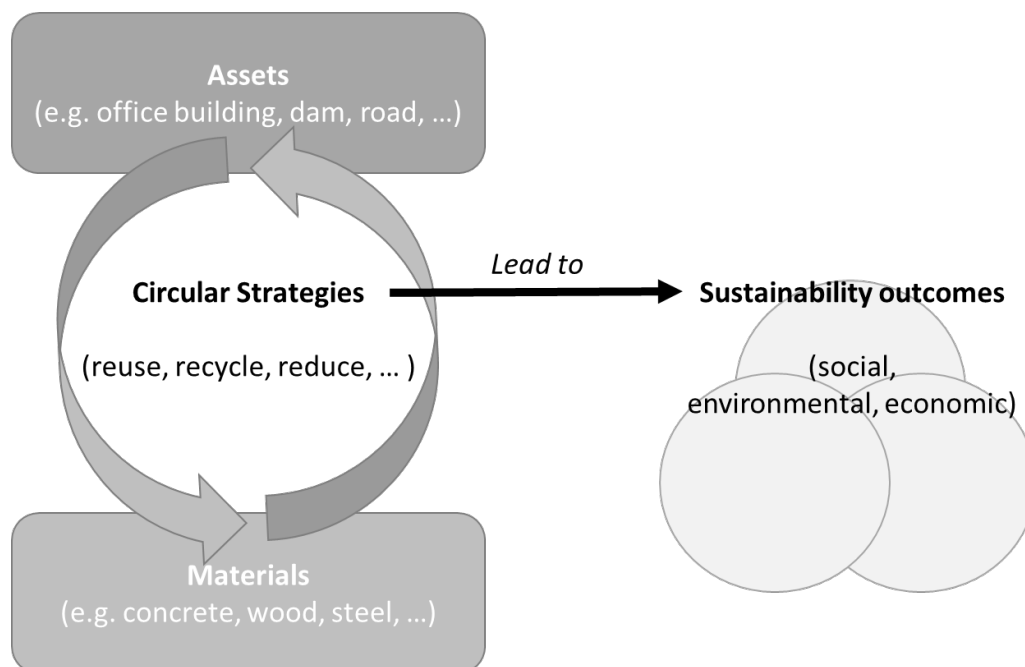 Assets
(e.g. office building, dam, road, …)
Lead to
Circular Strategies
Sustainability outcomes
(reuse, recycle, reduce, … )
(social,
environmental, economic)
Materials
(e.g. concrete, wood, steel, …)